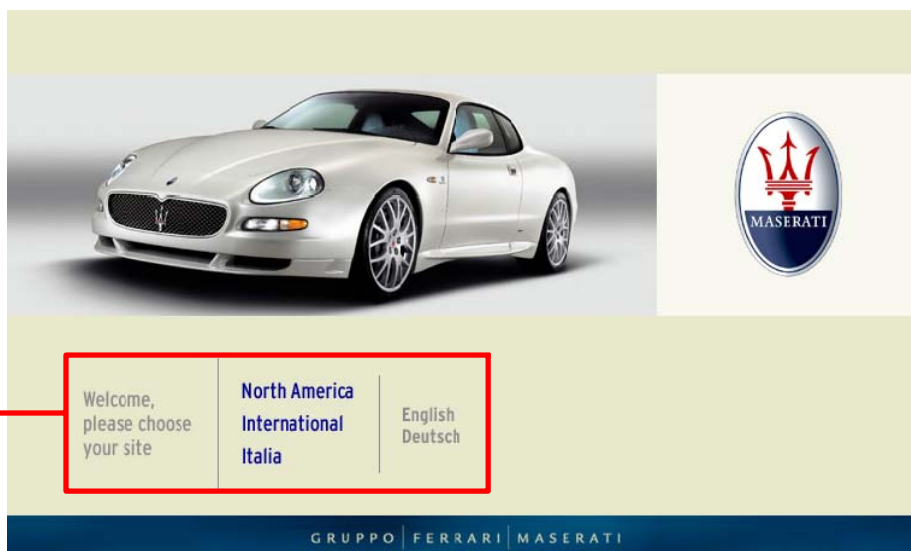 MASERATI
Welcome,
please choose
your site
North America
International
Italia
English
Deutsch
GRUPPO FERRARI MASERATI